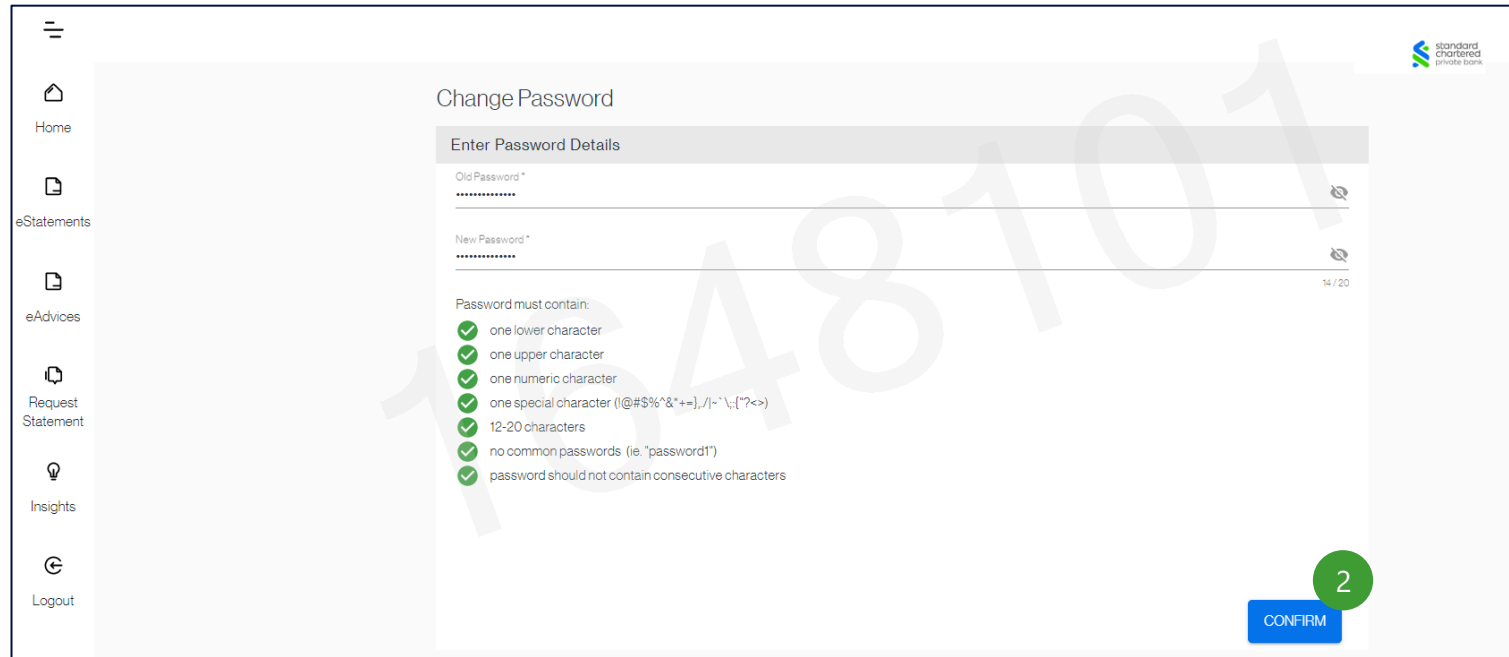 standard
chartered
private bank
Home
eStatements
eAdvices
Request
Statement
Insights
Logout
Change Password
Enter Password Details
Old Password *
••••••••••••••
New Password *
••••••••••••••
14 / 20
Password must contain:
one lower character
one upper character
one numeric character
one special character (!@#$%^&*+=},./|~`\;:{"?<>)
12-20 characters
no common passwords (ie. "password1")
password should not contain consecutive characters
1648101
2
CONFIRM